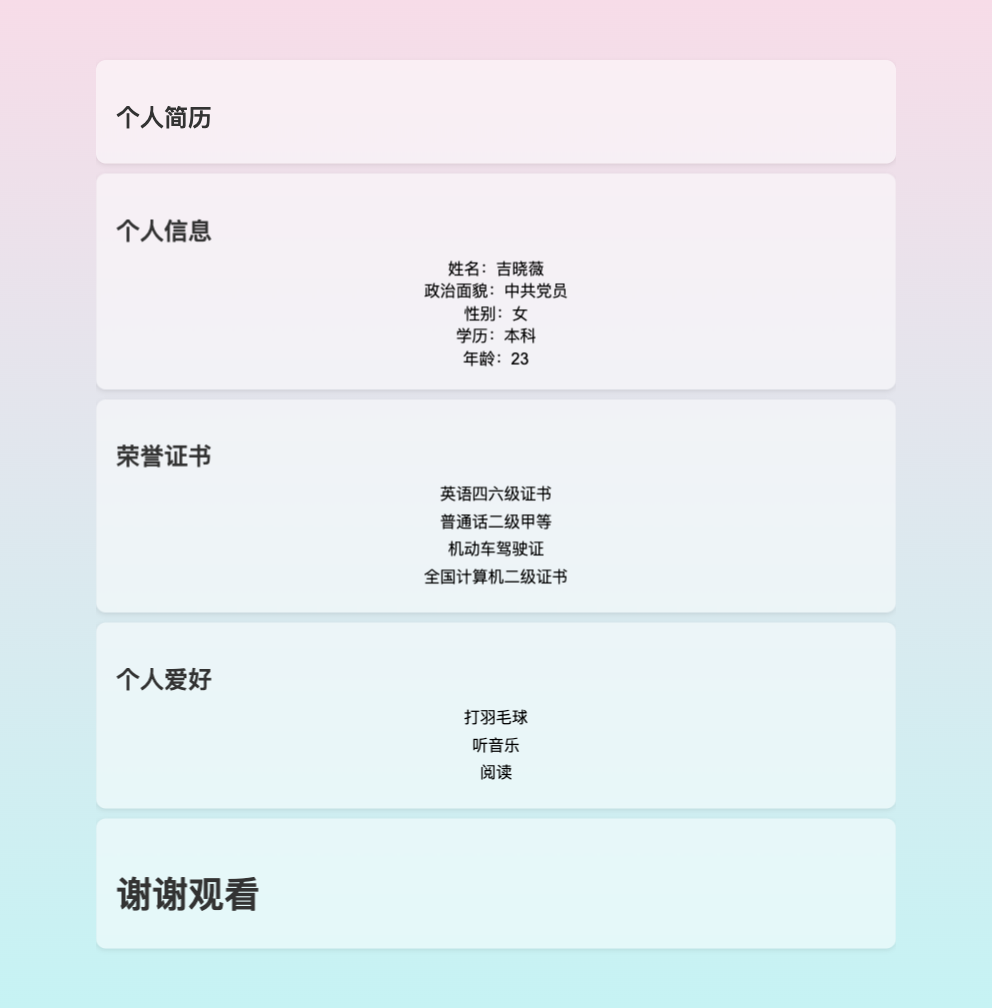 个人简历
个人信息
姓名：吉晓薇
政治面貌：中共党员
性别：女
学历：本科
年龄：23
荣誉证书
英语四六级证书
普通话二级甲等
机动车驾驶证
全国计算机二级证书
个人爱好
打羽毛球
听音乐
阅读
谢谢观看